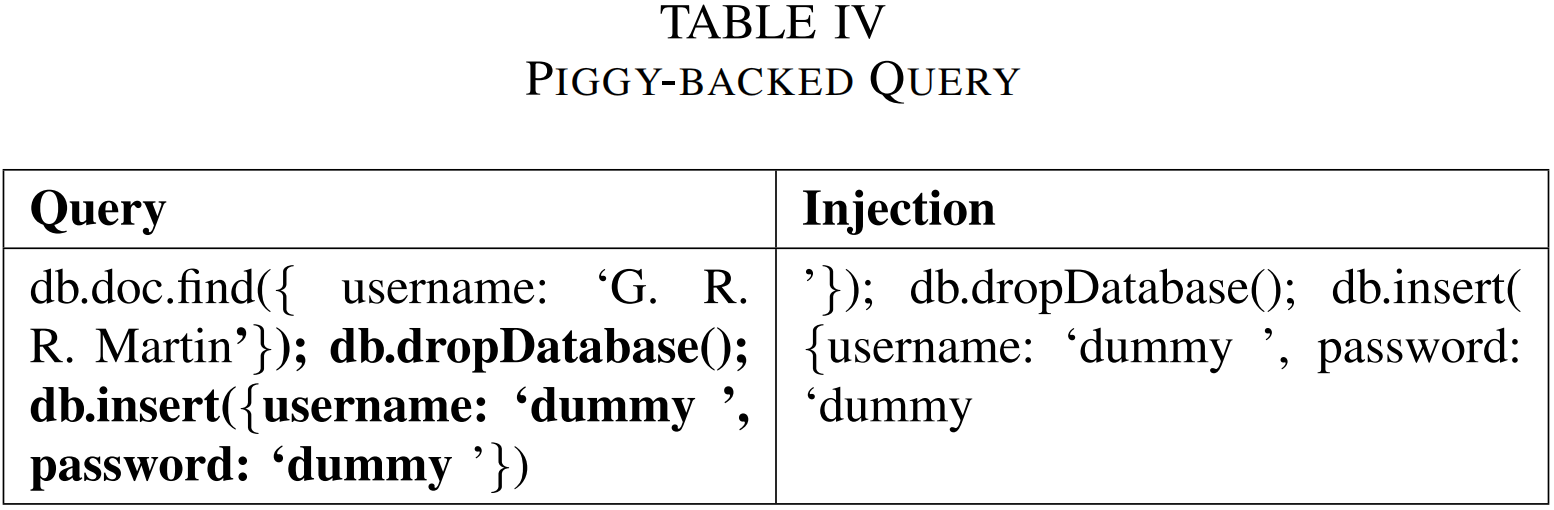 TABLE IV
PIGGY-BACKED QUERY
Query
Injection
db.doc.find({ username: ‘G. R.
R. Martin’}); db.dropDatabase();
db.insert({username: ‘dummy ’,
password: ‘dummy ’})
’}); db.dropDatabase(); db.insert(
{username: ‘dummy ’, password:
‘dummy